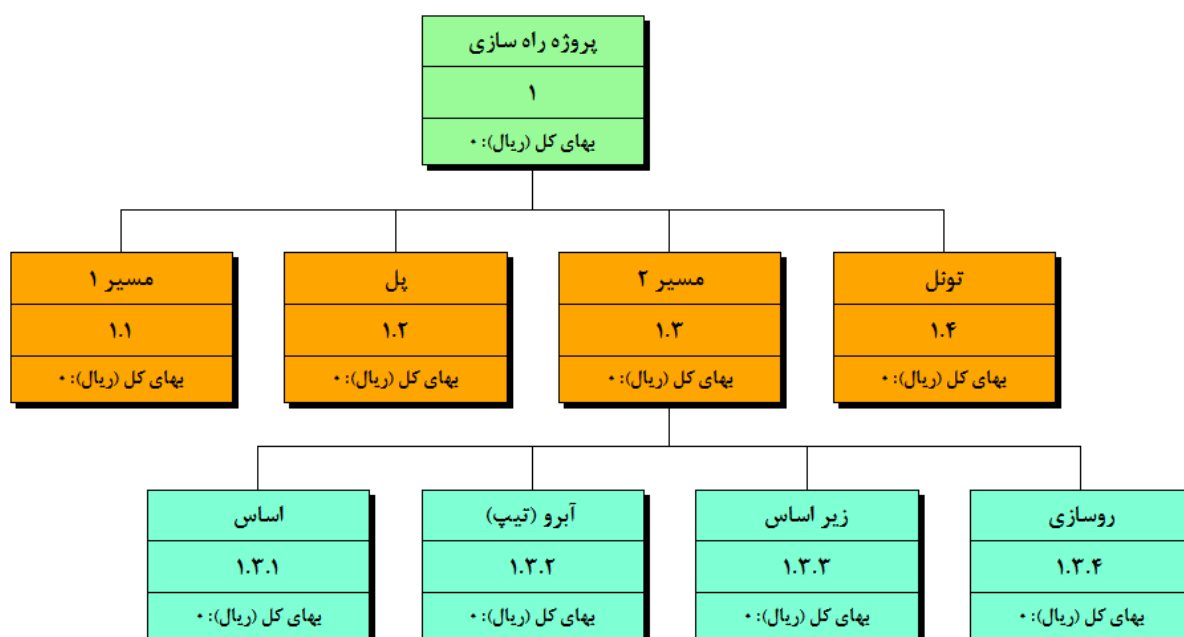 پروژه راه سازی
۱
بهای کل (ریال): ۰
مسیر ۱
۱.۱
بهای کل (ریال): ۰
پل
۱.۲
بهای کل (ریال): ۰
مسیر ۲
۱.۳
بهای کل (ریال): ۰
تونل
۱.۴
بهای کل (ریال): ۰
اساس
۱.۳.۱
بهای کل (ریال): ۰
آبرو (تیپ)
۱.۳.۲
بهای کل (ریال): ۰
زیر اساس
۱.۳.۳
بهای کل (ریال): ۰
روسازی
۱.۳.۴
بهای کل (ریال): ۰